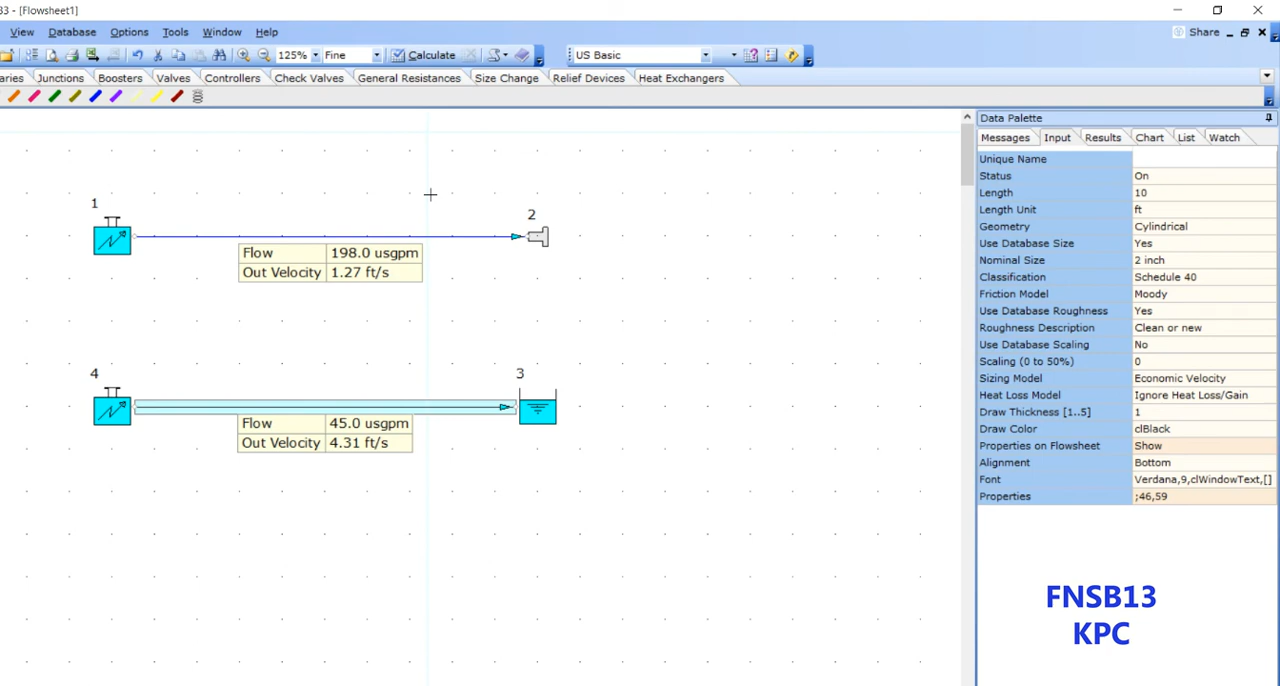 33 - [Flowsheet1]
View Database Options Tools Window Help Share
125% Fine Calculate US Basic
aries Junctions Boosters Valves Controllers Check Valves General Resistances Size Change Relief Devices Heat Exchangers
Data Palette
Messages Input Results Chart List Watch
Unique Name
Status On
Length 10
Length Unit ft
Geometry Cylindrical
Use Database Size Yes
Nominal Size 2 inch
Classification Schedule 40
Friction Model Moody
Use Database Roughness Yes
Roughness Description Clean or new
Use Database Scaling No
Scaling (0 to 50%) 0
Sizing Model Economic Velocity
Heat Loss Model Ignore Heat Loss/Gain
Draw Thickness [1..5] 1
Draw Color clBlack
Properties on Flowsheet Show
Alignment Bottom
Font Verdana,9,clWindowText,[]
Properties ;46,59
1
2
Flow 198.0 usgpm
Out Velocity 1.27 ft/s
4
3
Flow 45.0 usgpm
Out Velocity 4.31 ft/s
FNSB13
KPC